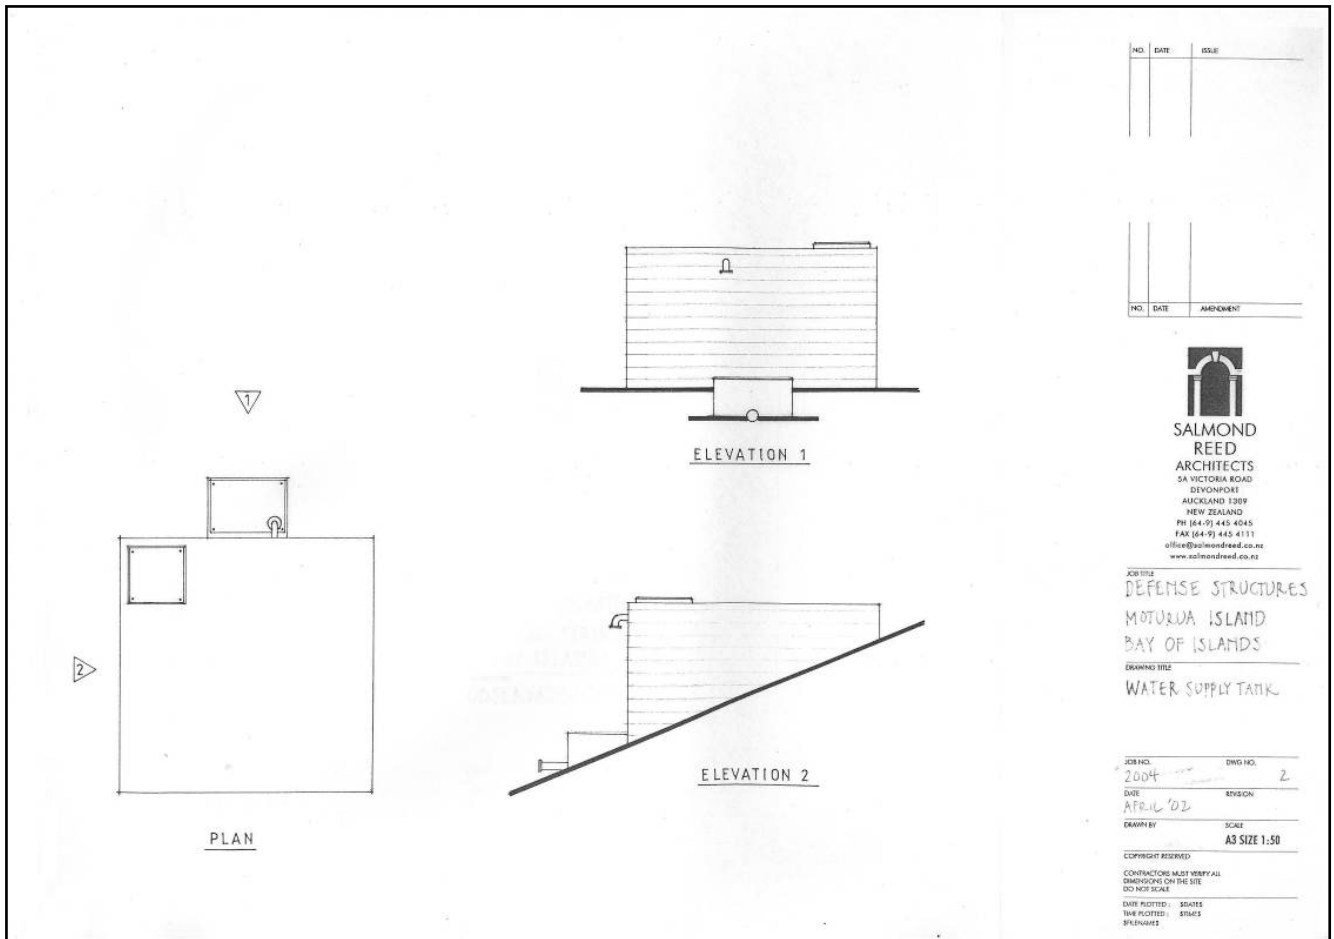 NO. DATE ISSUE
NO. DATE AMENDMENT
SALMOND
REED
ARCHITECTS
5A VICTORIA ROAD
DEVONPORT
AUCKLAND 1309
NEW ZEALAND
PH (64-9) 445 4045
FAX (64-9) 445 4111
office@salmondreed.co.nz
www.salmondreed.co.nz
JOB TITLE
DEFENSE STRUCTURES
MOTURUA ISLAND
BAY OF ISLANDS
DRAWING TITLE
WATER SUPPLY TANK
JOB NO. DWG NO.
2004 2
DATE REVISION
APRIL '02
DRAWN BY SCALE
A3 SIZE 1:50
COPYRIGHT RESERVED
CONTRACTORS MUST VERIFY ALL
DIMENSIONS ON THE SITE
DO NOT SCALE
DATE PLOTTED : $DATE$
TIME PLOTTED : $TIME$
$FILENAME$
1
2
PLAN
ELEVATION 1
ELEVATION 2